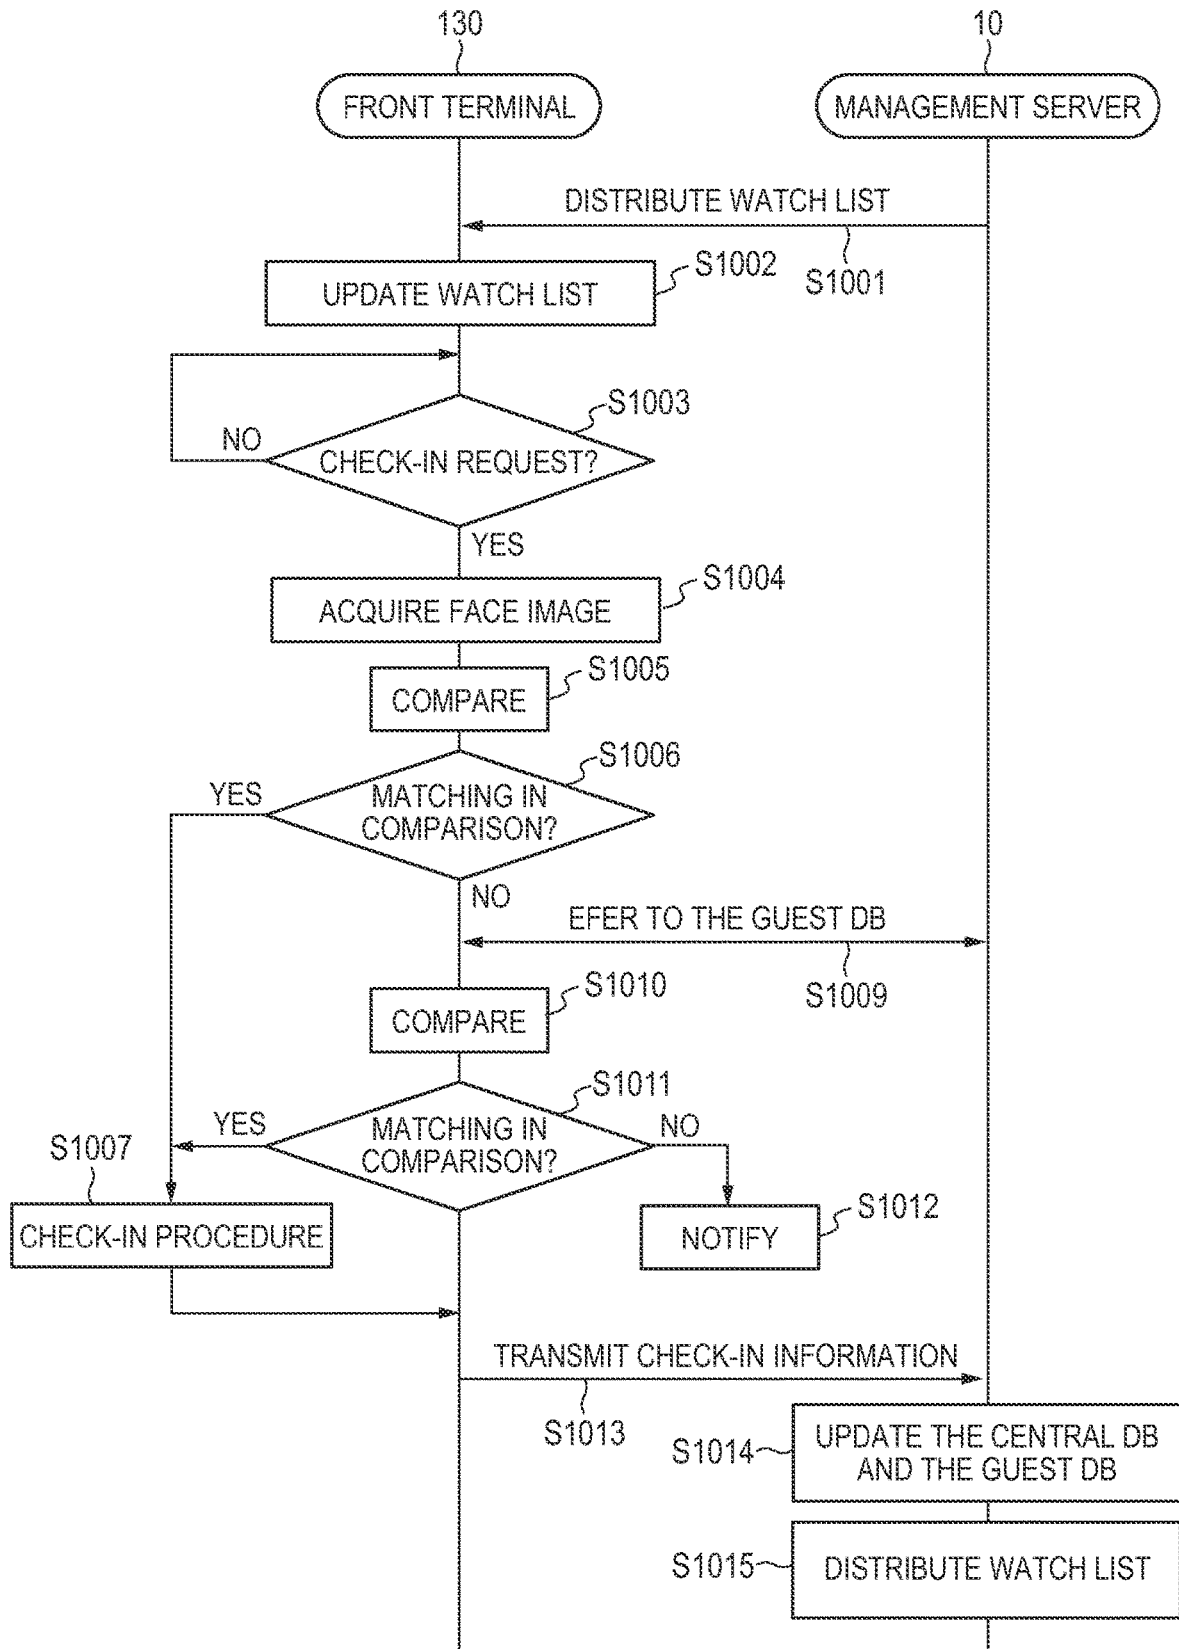 130
10
FRONT TERMINAL
MANAGEMENT SERVER
DISTRIBUTE WATCH LIST
S1001
S1002
UPDATE WATCH LIST
S1003
NO
CHECK-IN REQUEST?
YES
S1004
ACQUIRE FACE IMAGE
S1005
COMPARE
S1006
YES
MATCHING IN
COMPARISON?
NO
EFER TO THE GUEST DB
S1009
S1010
COMPARE
S1011
YES
MATCHING IN
COMPARISON?
NO
S1007
CHECK-IN PROCEDURE
S1012
NOTIFY
TRANSMIT CHECK-IN INFORMATION
S1013
S1014
UPDATE THE CENTRAL DB
AND THE GUEST DB
S1015
DISTRIBUTE WATCH LIST